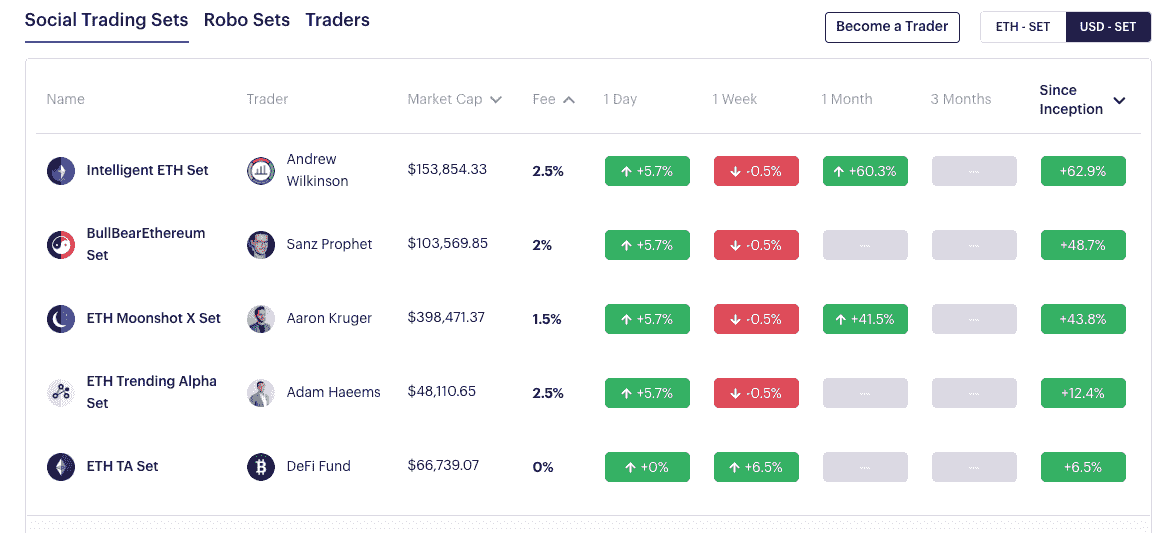 Social Trading Sets Robo Sets Traders Become a Trader ETH - SET USD - SET
Name Trader Market Cap Fee 1 Day 1 Week 1 Month 3 Months Since
Inception
Intelligent ETH Set Andrew
Wilkinson $153,854.33 2.5% +5.7% -0.5% +60.3% --- +62.9%
BullBearEthereum
Set Sanz Prophet $103,569.85 2% +5.7% -0.5% --- --- +48.7%
ETH Moonshot X Set Aaron Kruger $398,471.37 1.5% +5.7% -0.5% +41.5% --- +43.8%
ETH Trending Alpha
Set Adam Haeems $48,110.65 2.5% +5.7% -0.5% --- --- +12.4%
ETH TA Set DeFi Fund $66,739.07 0% +0% +6.5% --- --- +6.5%